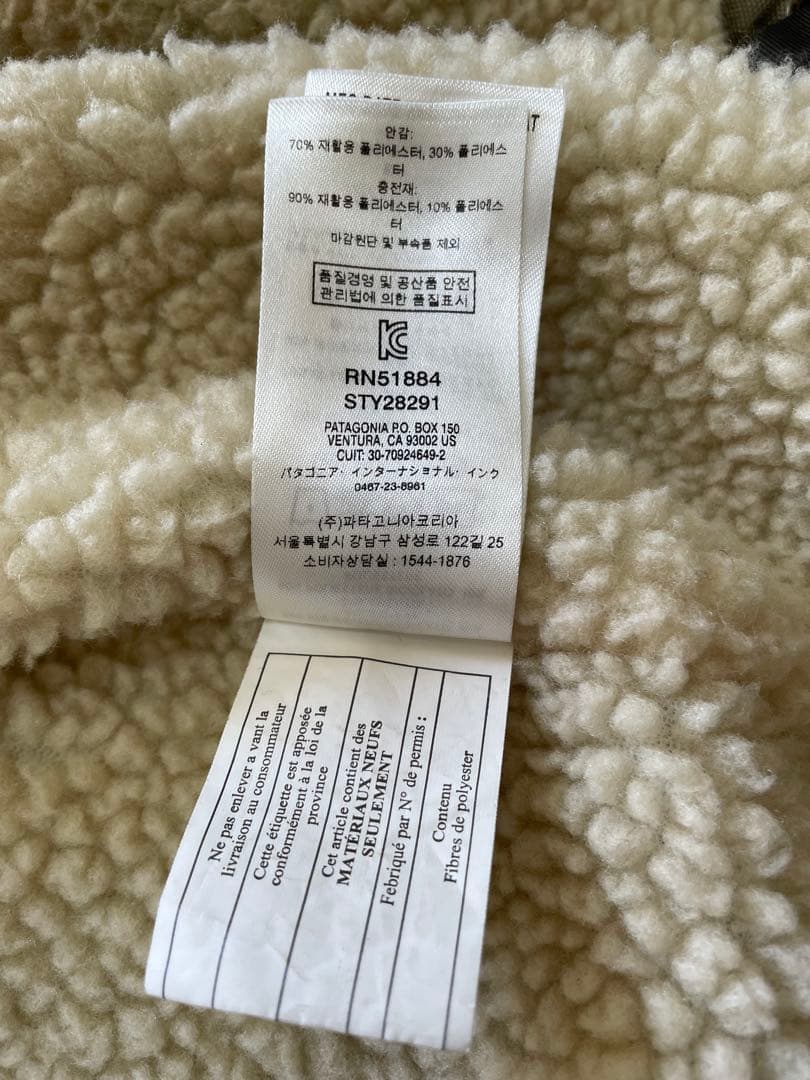 안감:
70% 재활용 폴리에스터, 30% 폴리에스
터
충전재:
90% 재활용 폴리에스터, 10% 폴리에스
터
마감원단 및 부속품 제외
품질경영 및 공산품 안전
관리법에 의한 품질표시
RN51884
STY28291
PATAGONIA P.O. BOX 150
VENTURA, CA 93002 US
CUIT: 30-70924649-2
パタゴニア・インターナショナル・インク
0467-23-8961
(주)파타고니아코리아
서울특별시 강남구 삼성로 122길 25
소비자상담실 : 1544-1876
Ne pas enlever a vant la
livraison au consommateur
Cette étiquette est apposée
conformément à la loi de la
province
Cet article contient des
MATÉRIAUX NEUFS
SEULEMENT
Fabriqué par N° de permis :
Contenu
Fibres de polyester